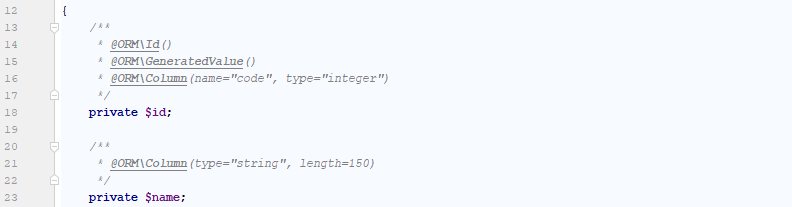 12 {
13 /**
14 * @ORM\Id()
15 * @ORM\GeneratedValue()
16 * @ORM\Column(name="code", type="integer")
17 */
18 private $id;
19
20 /**
21 * @ORM\Column(type="string", length=150)
22 */
23 private $name;